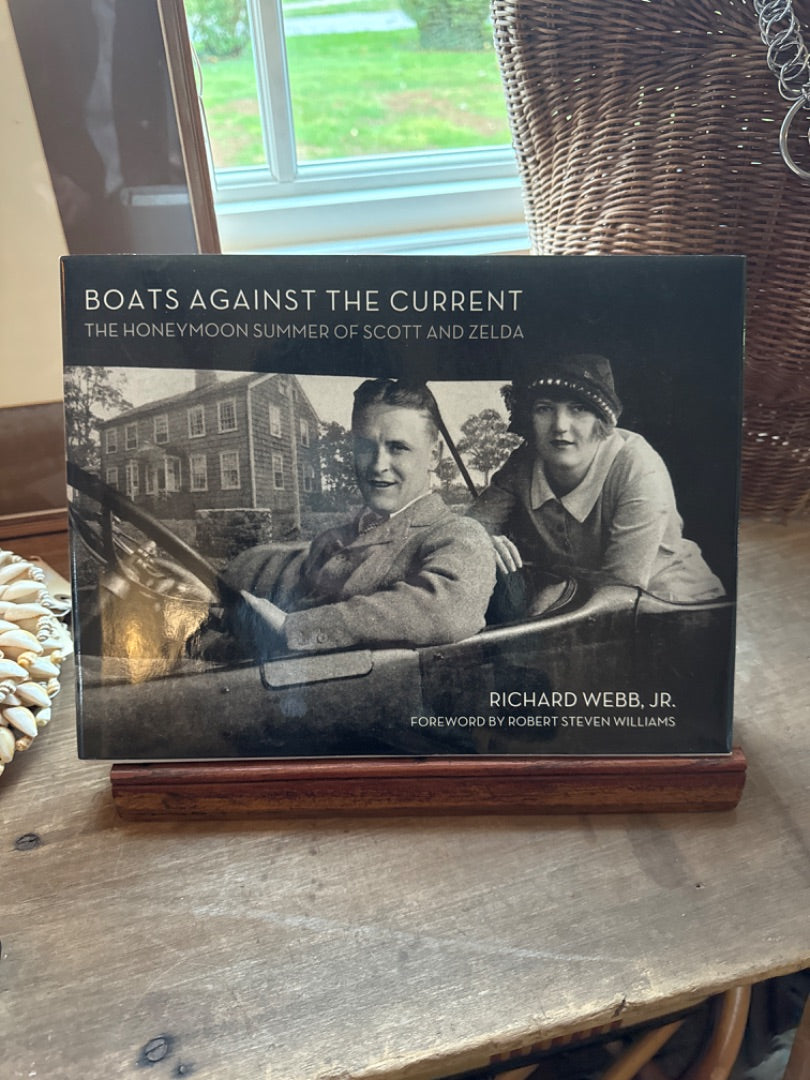 BOATS AGAINST THE CURRENT
THE HONEYMOON SUMMER OF SCOTT AND ZELDA
RICHARD WEBB, JR.
FOREWORD BY ROBERT STEVEN WILLIAMS